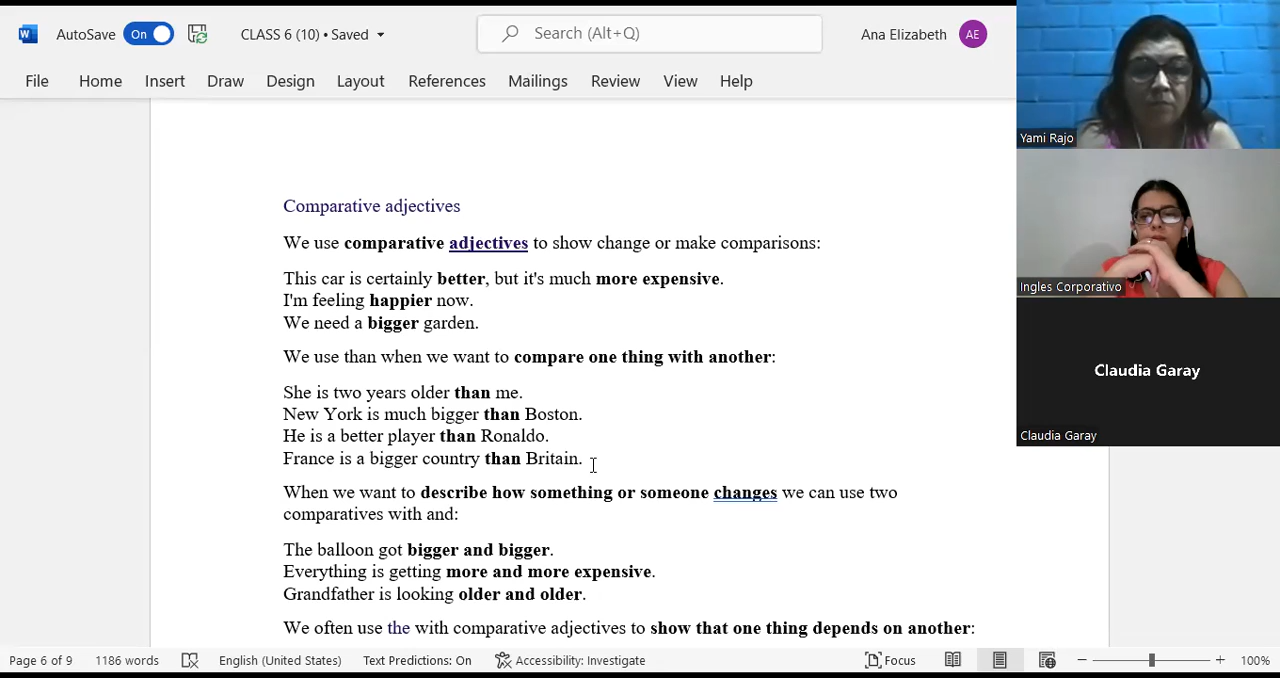 AutoSave On CLASS 6 (10) • Saved Search (Alt+Q) Ana Elizabeth AE
File Home Insert Draw Design Layout References Mailings Review View Help
Comparative adjectives
We use comparative adjectives to show change or make comparisons:
This car is certainly better, but it's much more expensive.
I'm feeling happier now.
We need a bigger garden.
We use than when we want to compare one thing with another:
She is two years older than me.
New York is much bigger than Boston.
He is a better player than Ronaldo.
France is a bigger country than Britain.
When we want to describe how something or someone changes we can use two
comparatives with and:
The balloon got bigger and bigger.
Everything is getting more and more expensive.
Grandfather is looking older and older.
We often use the with comparative adjectives to show that one thing depends on another:
Page 6 of 9 1186 words English (United States) Text Predictions: On Accessibility: Investigate Focus 100%
Yami Rajo
Ingles Corporativo
Claudia Garay
Claudia Garay